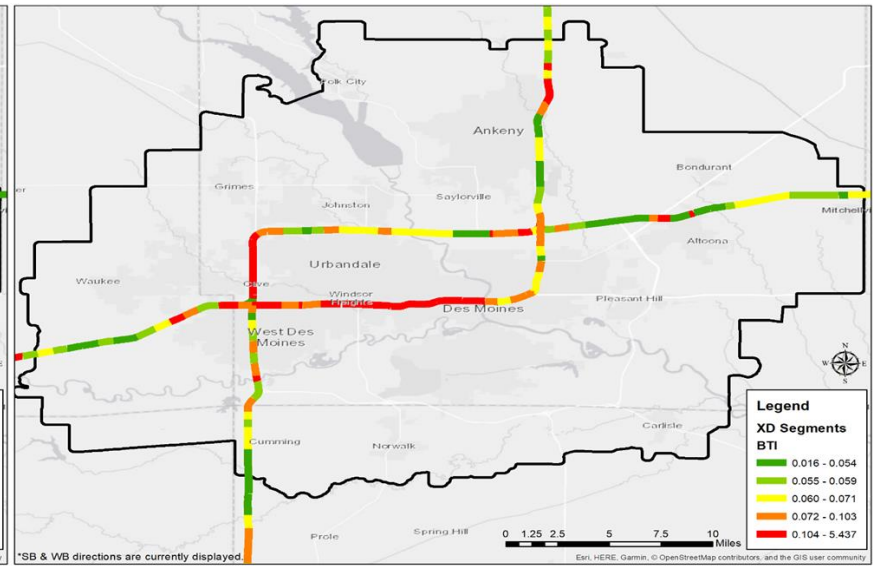 Polk City
Ankeny
Bondurant
Grimes
Saylorville
Johnston
Mitchellvi
Altoona
Urbandale
Waukee
Clive
Windsor
Heights
Pleasant Hill
Des Moines
West Des
Moines
N
W E
S
Legend
XD Segments
BTI
0.016 - 0.054
0.055 - 0.059
0.060 - 0.071
0.072 - 0.103
0.104 - 5.437
Carlisle
Cumming
Norwalk
Prole
Spring Hill
0 1.25 2.5 5 7.5 10
Miles
*SB & WB directions are currently displayed.
Esri, HERE, Garmin, © OpenStreetMap contributors, and the GIS user community